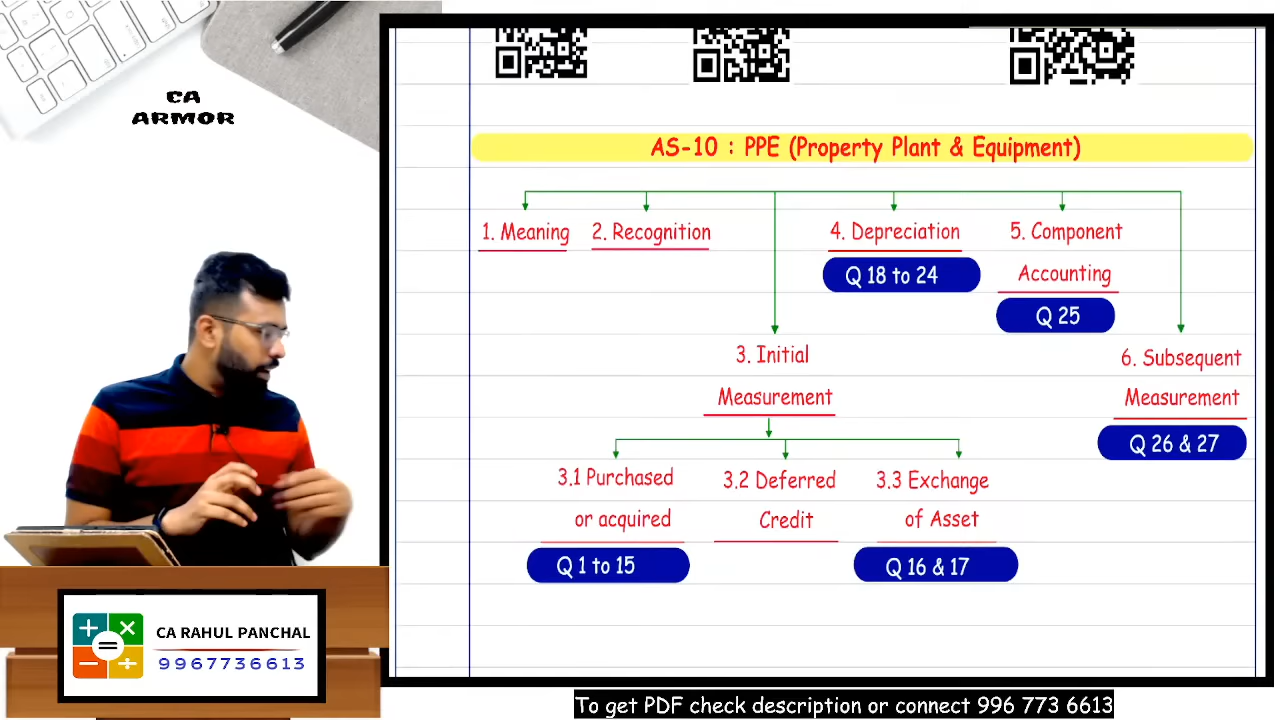 CA
ARMOR
AS-10 : PPE (Property Plant & Equipment)
1. Meaning
2. Recognition
4. Depreciation
Q 18 to 24
5. Component
Accounting
Q 25
3. Initial
Measurement
6. Subsequent
Measurement
Q 26 & 27
3.1 Purchased
or acquired
Q 1 to 15
3.2 Deferred
Credit
3.3 Exchange
of Asset
Q 16 & 17
CA RAHUL PANCHAL
9967736613
To get PDF check description or connect 996 773 6613